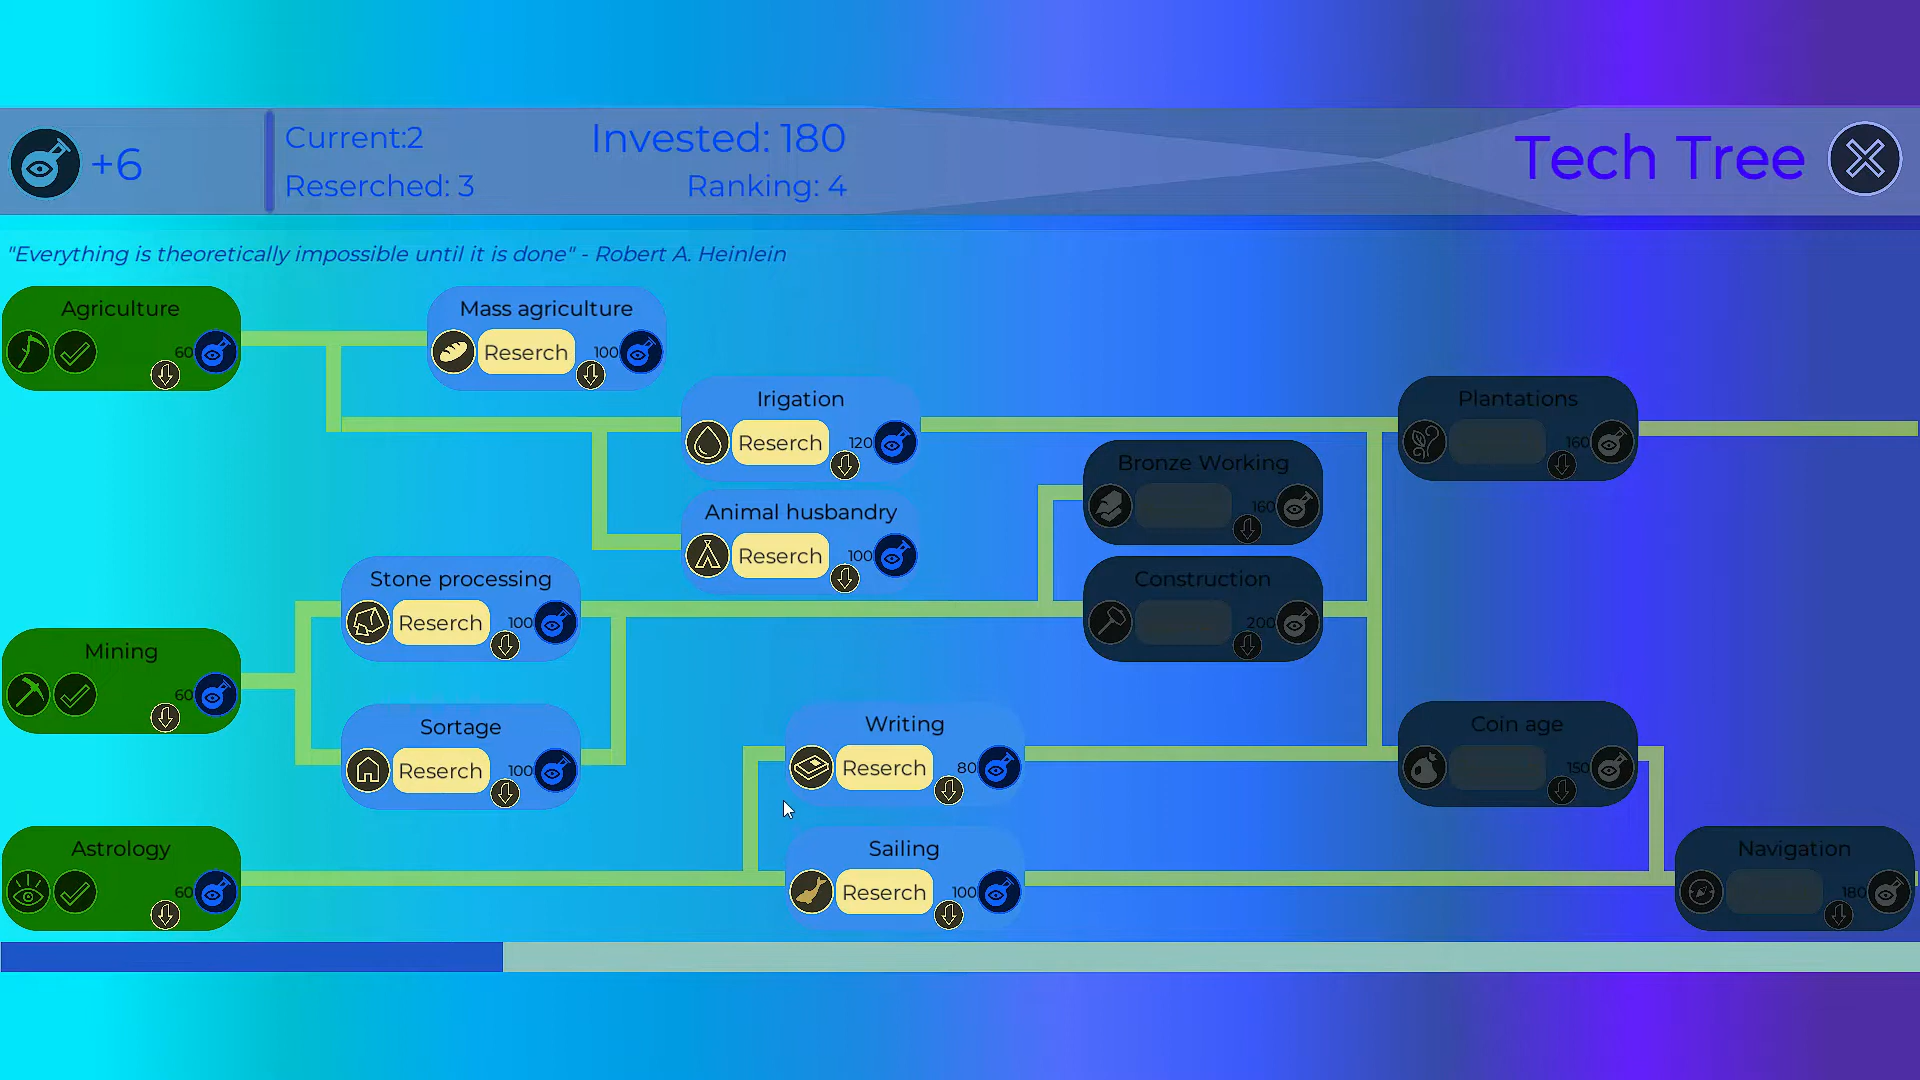 +6
Current:2
Reserched: 3
Invested: 180
Ranking: 4
Tech Tree
"Everything is theoretically impossible until it is done" - Robert A. Heinlein
Agriculture
60
Mass agriculture
Reserch
100
Irigation
Reserch
120
Plantations
160
Bronze Working
160
Animal husbandry
Reserch
100
Stone processing
Reserch
100
Construction
200
Mining
60
Sortage
Reserch
100
Writing
Reserch
80
Coin age
150
Astrology
60
Sailing
Reserch
100
Navigation
180